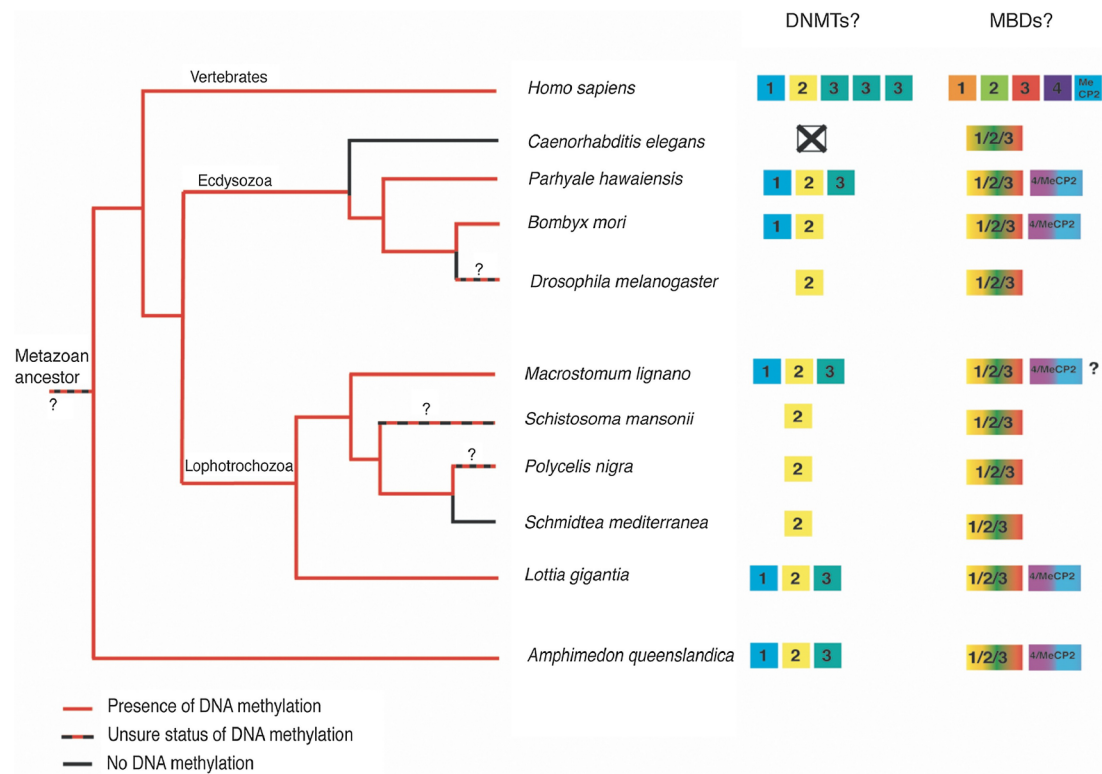 DNMTs? MBDs?
Vertebrates
Homo sapiens 1 2 3 3 3 1 2 3 4 Me CP2
Caenorhabditis elegans 1/2/3
Ecdysozoa
Parhyale hawaiensis 1 2 3 1/2/3 4/MeCP2
Bombyx mori 1 2 1/2/3 4/MeCP2
?
Drosophila melanogaster 2 1/2/3
Metazoan
ancestor
?
Macrostomum lignano 1 2 3 1/2/3 4/MeCP2 ?
?
Schistosoma mansonii 2 1/2/3
Lophotrochozoa
?
Polycelis nigra 2 1/2/3
Schmidtea mediterranea 2 1/2/3
Lottia gigantia 1 2 3 1/2/3 4/MeCP2
Amphimedon queenslandica 1 2 3 1/2/3 4/MeCP2
Presence of DNA methylation
Unsure status of DNA methylation
No DNA methylation